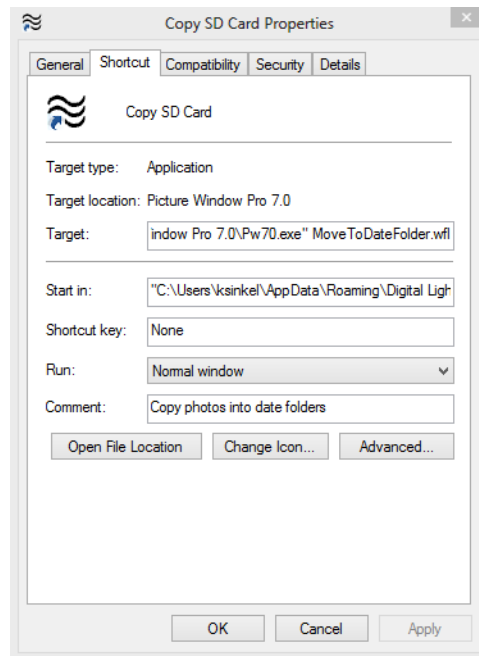 Copy SD Card Properties
General Shortcut Compatibility Security Details
Copy SD Card
Target type: Application
Target location: Picture Window Pro 7.0
Target: indow Pro 7.0\Pw70.exe" MoveToDateFolder.wfl
Start in: "C:\Users\ksinkel\AppData\Roaming\Digital Ligh
Shortcut key: None
Run: Normal window
Comment: Copy photos into date folders
Open File Location Change Icon... Advanced...
OK Cancel Apply